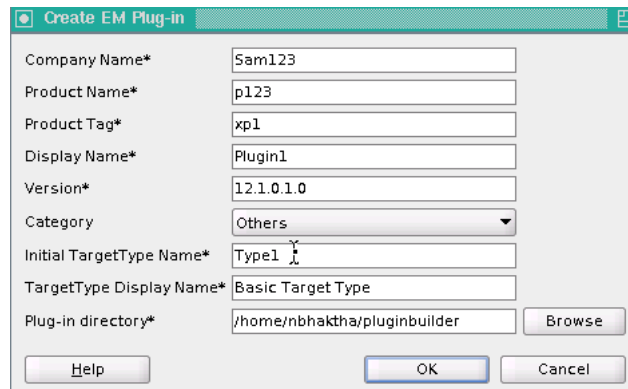 Create EM Plug-in
Company Name* Sam123
Product Name* p123
Product Tag* xp1
Display Name* Plugin1
Version* 12.1.0.1.0
Category Others
Initial TargetType Name* Type1
TargetType Display Name* Basic Target Type
Plug-in directory* /home/nbhaktha/pluginbuilder Browse
Help OK Cancel